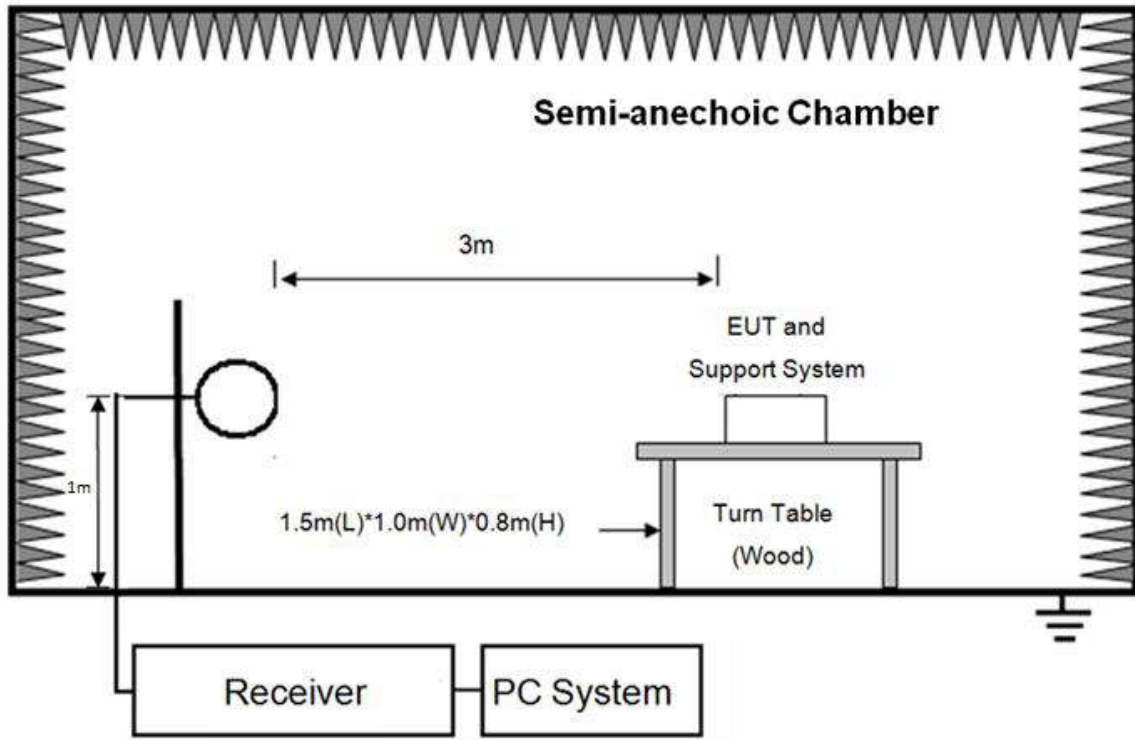 Semi-anechoic Chamber
3m
EUT and
Support System
1m
1.5m(L)*1.0m(W)*0.8m(H)
Turn Table
(Wood)
Receiver
PC System